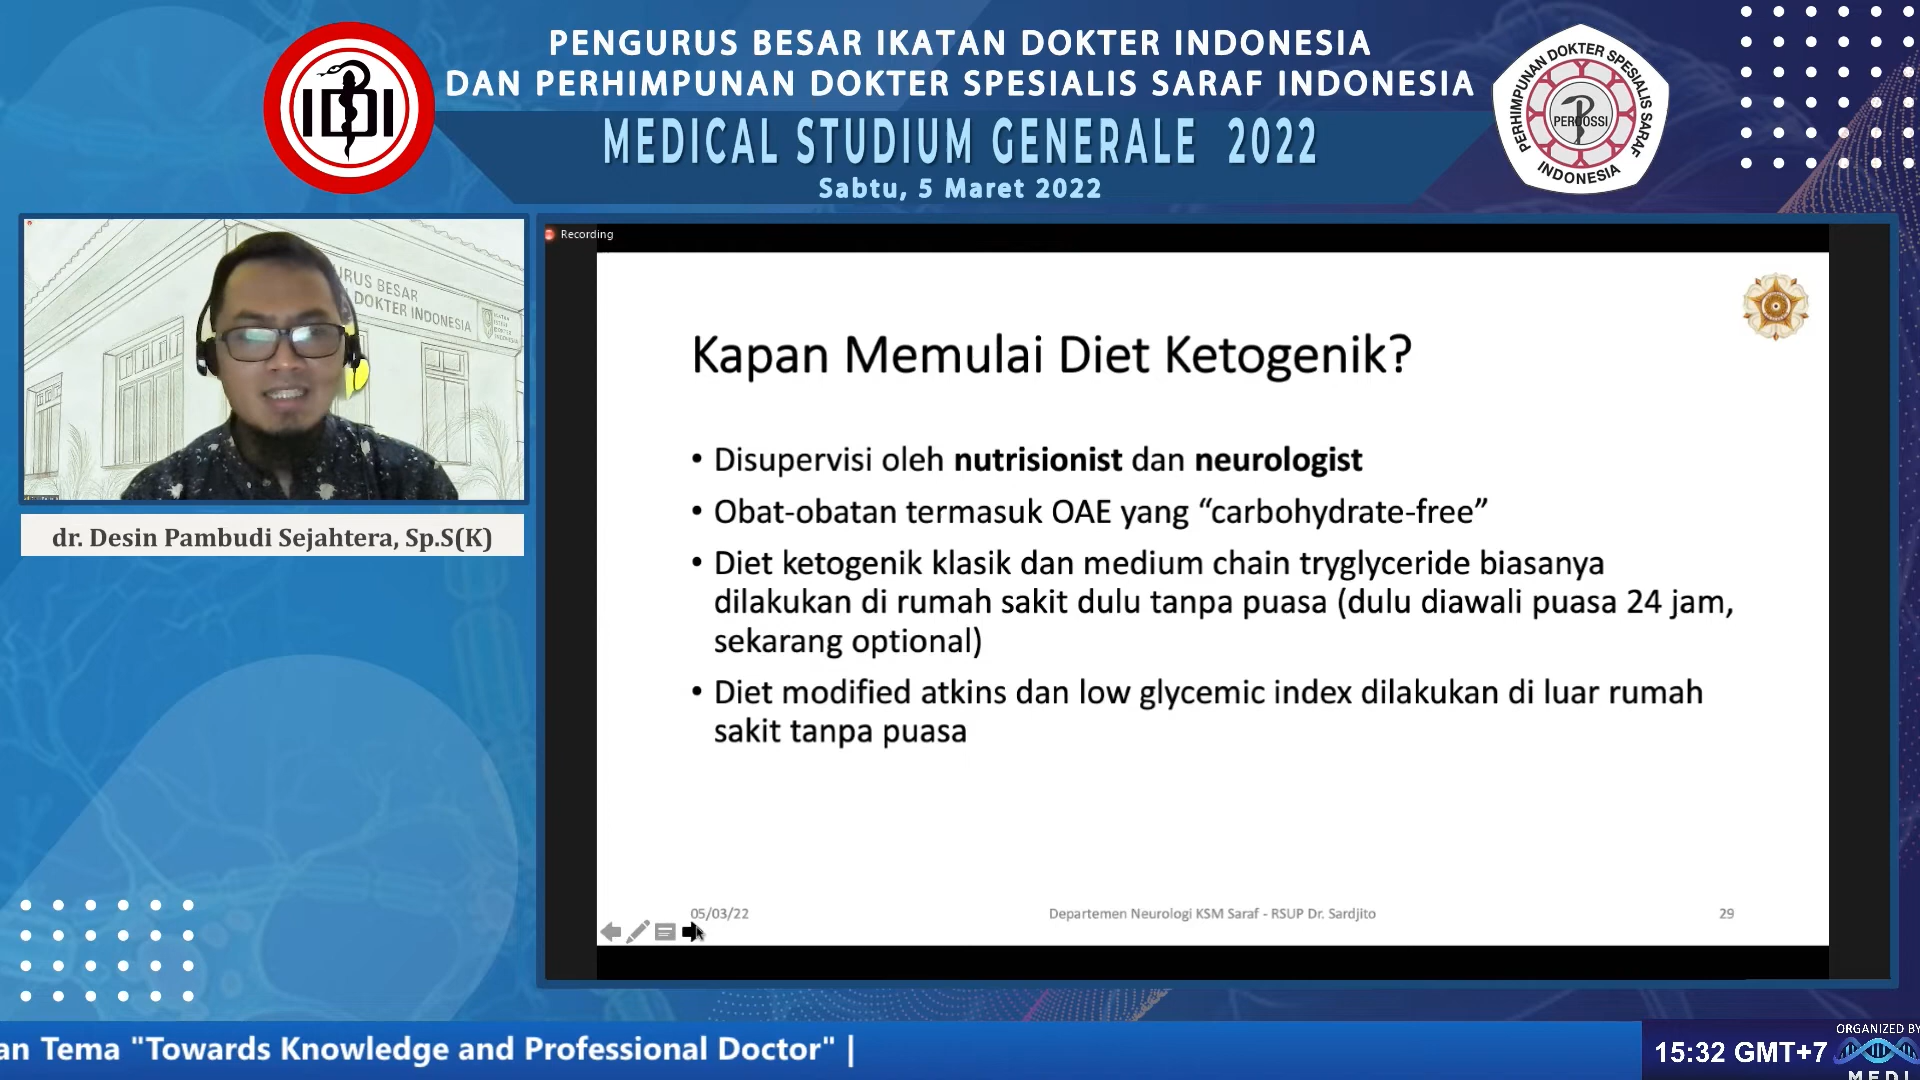 PENGURUS BESAR IKATAN DOKTER INDONESIA
DAN PERHIMPUNAN DOKTER SPESIALIS SARAF INDONESIA
MEDICAL STUDIUM GENERALE 2022
Sabtu, 5 Maret 2022
IDI
PERHIMPUNAN DOKTER SPESIALIS SARAF
INDONESIA
PERDOSSI
URUS BESAR
DOKTER INDONESIA
dr. Desin Pambudi Sejahtera, Sp.S(K)
Recording
Kapan Memulai Diet Ketogenik?
• Disupervisi oleh nutrisionist dan neurologist
• Obat-obatan termasuk OAE yang “carbohydrate-free”
• Diet ketogenik klasik dan medium chain tryglyceride biasanya
dilakukan di rumah sakit dulu tanpa puasa (dulu diawali puasa 24 jam,
sekarang optional)
• Diet modified atkins dan low glycemic index dilakukan di luar rumah
sakit tanpa puasa
05/03/22
Departemen Neurologi KSM Saraf - RSUP Dr. Sardjito
29
an Tema "Towards Knowledge and Professional Doctor" |
15:32 GMT+7
ORGANIZED BY
MEDI